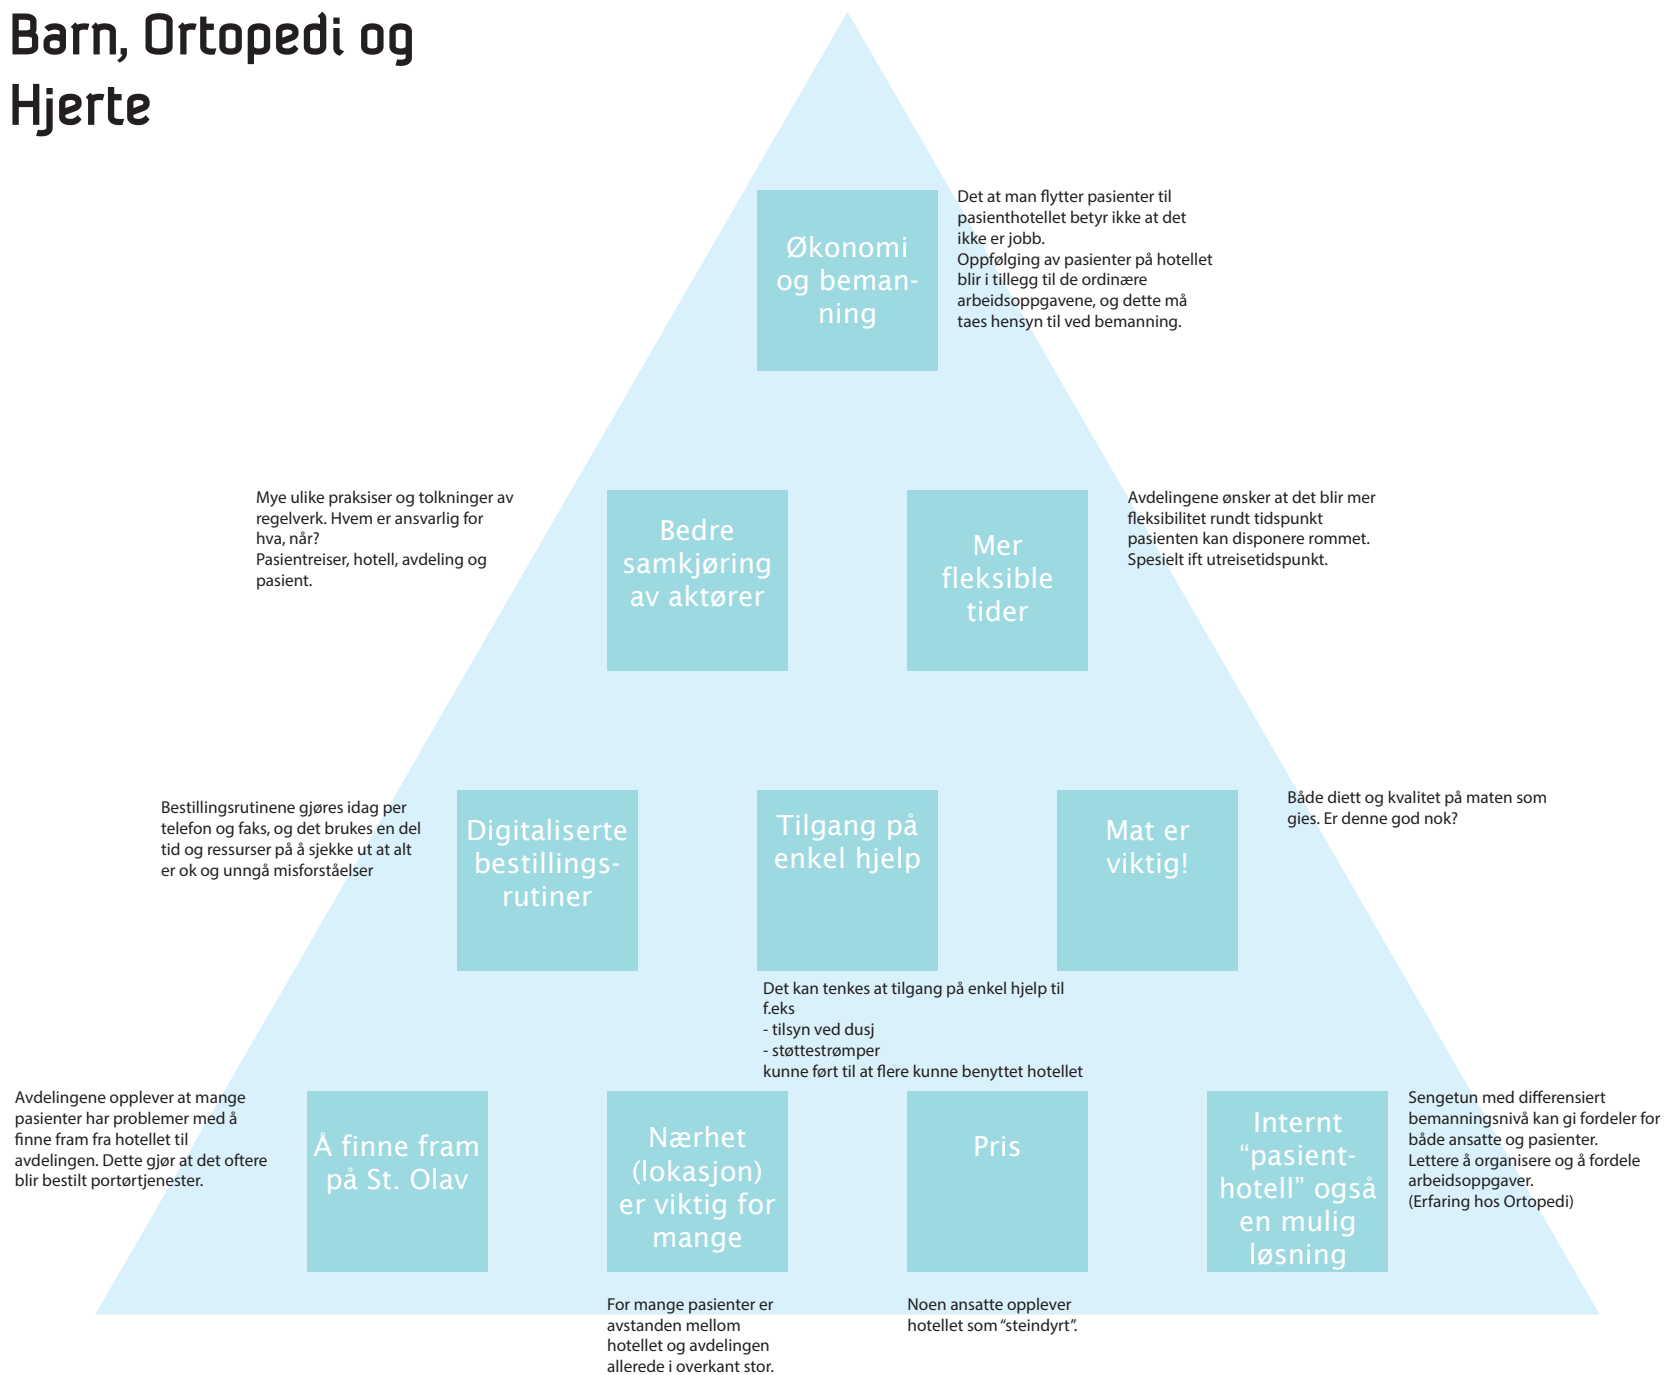 Barn, Ortopedi og
Hjerte
Økonomi
og beman-
ning
Det at man flytter pasienter til
pasienthotellet betyr ikke at det
ikke er jobb.
Oppfølging av pasienter på hotellet
blir i tillegg til de ordinære
arbeidsoppgavene, og dette må
taes hensyn til ved bemanning.
Mye ulike praksiser og tolkninger av
regelverk. Hvem er ansvarlig for
hva, når?
Pasientreiser, hotell, avdeling og
pasient.
Bedre
samkjøring
av aktører
Mer
fleksible
tider
Avdelingene ønsker at det blir mer
fleksibilitet rundt tidspunkt
pasienten kan disponere rommet.
Spesielt ift utreisetidspunkt.
Bestillingsrutinene gjøres idag per
telefon og faks, og det brukes en del
tid og ressurser på å sjekke ut at alt
er ok og unngå misforståelser
Digitaliserte
bestillings-
rutiner
Tilgang på
enkel hjelp
Mat er
viktig!
Både diett og kvalitet på maten som
gies. Er denne god nok?
Det kan tenkes at tilgang på enkel hjelp til
f.eks
- tilsyn ved dusj
- støttestrømper
kunne ført til at flere kunne benyttet hotellet
Avdelingene opplever at mange
pasienter har problemer med å
finne fram fra hotellet til
avdelingen. Dette gjør at det oftere
blir bestilt portørtjenester.
Å finne fram
på St. Olav
Nærhet
(lokasjon)
er viktig for
mange
Pris
Internt
“pasient-
hotell” også
en mulig
løsning
Sengetun med differensiert
bemanningsnivå kan gi fordeler for
både ansatte og pasienter.
Lettere å organisere og å fordele
arbeidsoppgaver.
(Erfaring hos Ortopedi)
For mange pasienter er
avstanden mellom
hotellet og avdelingen
allerede i overkant stor.
Noen ansatte opplever
hotellet som “steindyrt”.